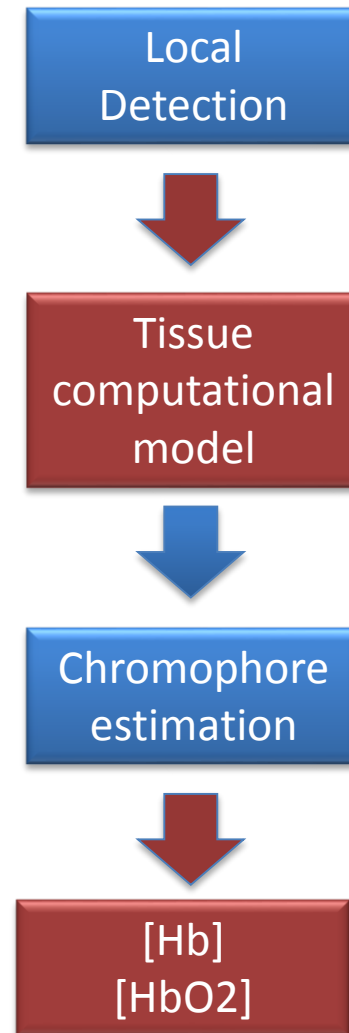 Local
Detection
Tissue
computational
model
Chromophore
estimation
[Hb]
[HbO2]